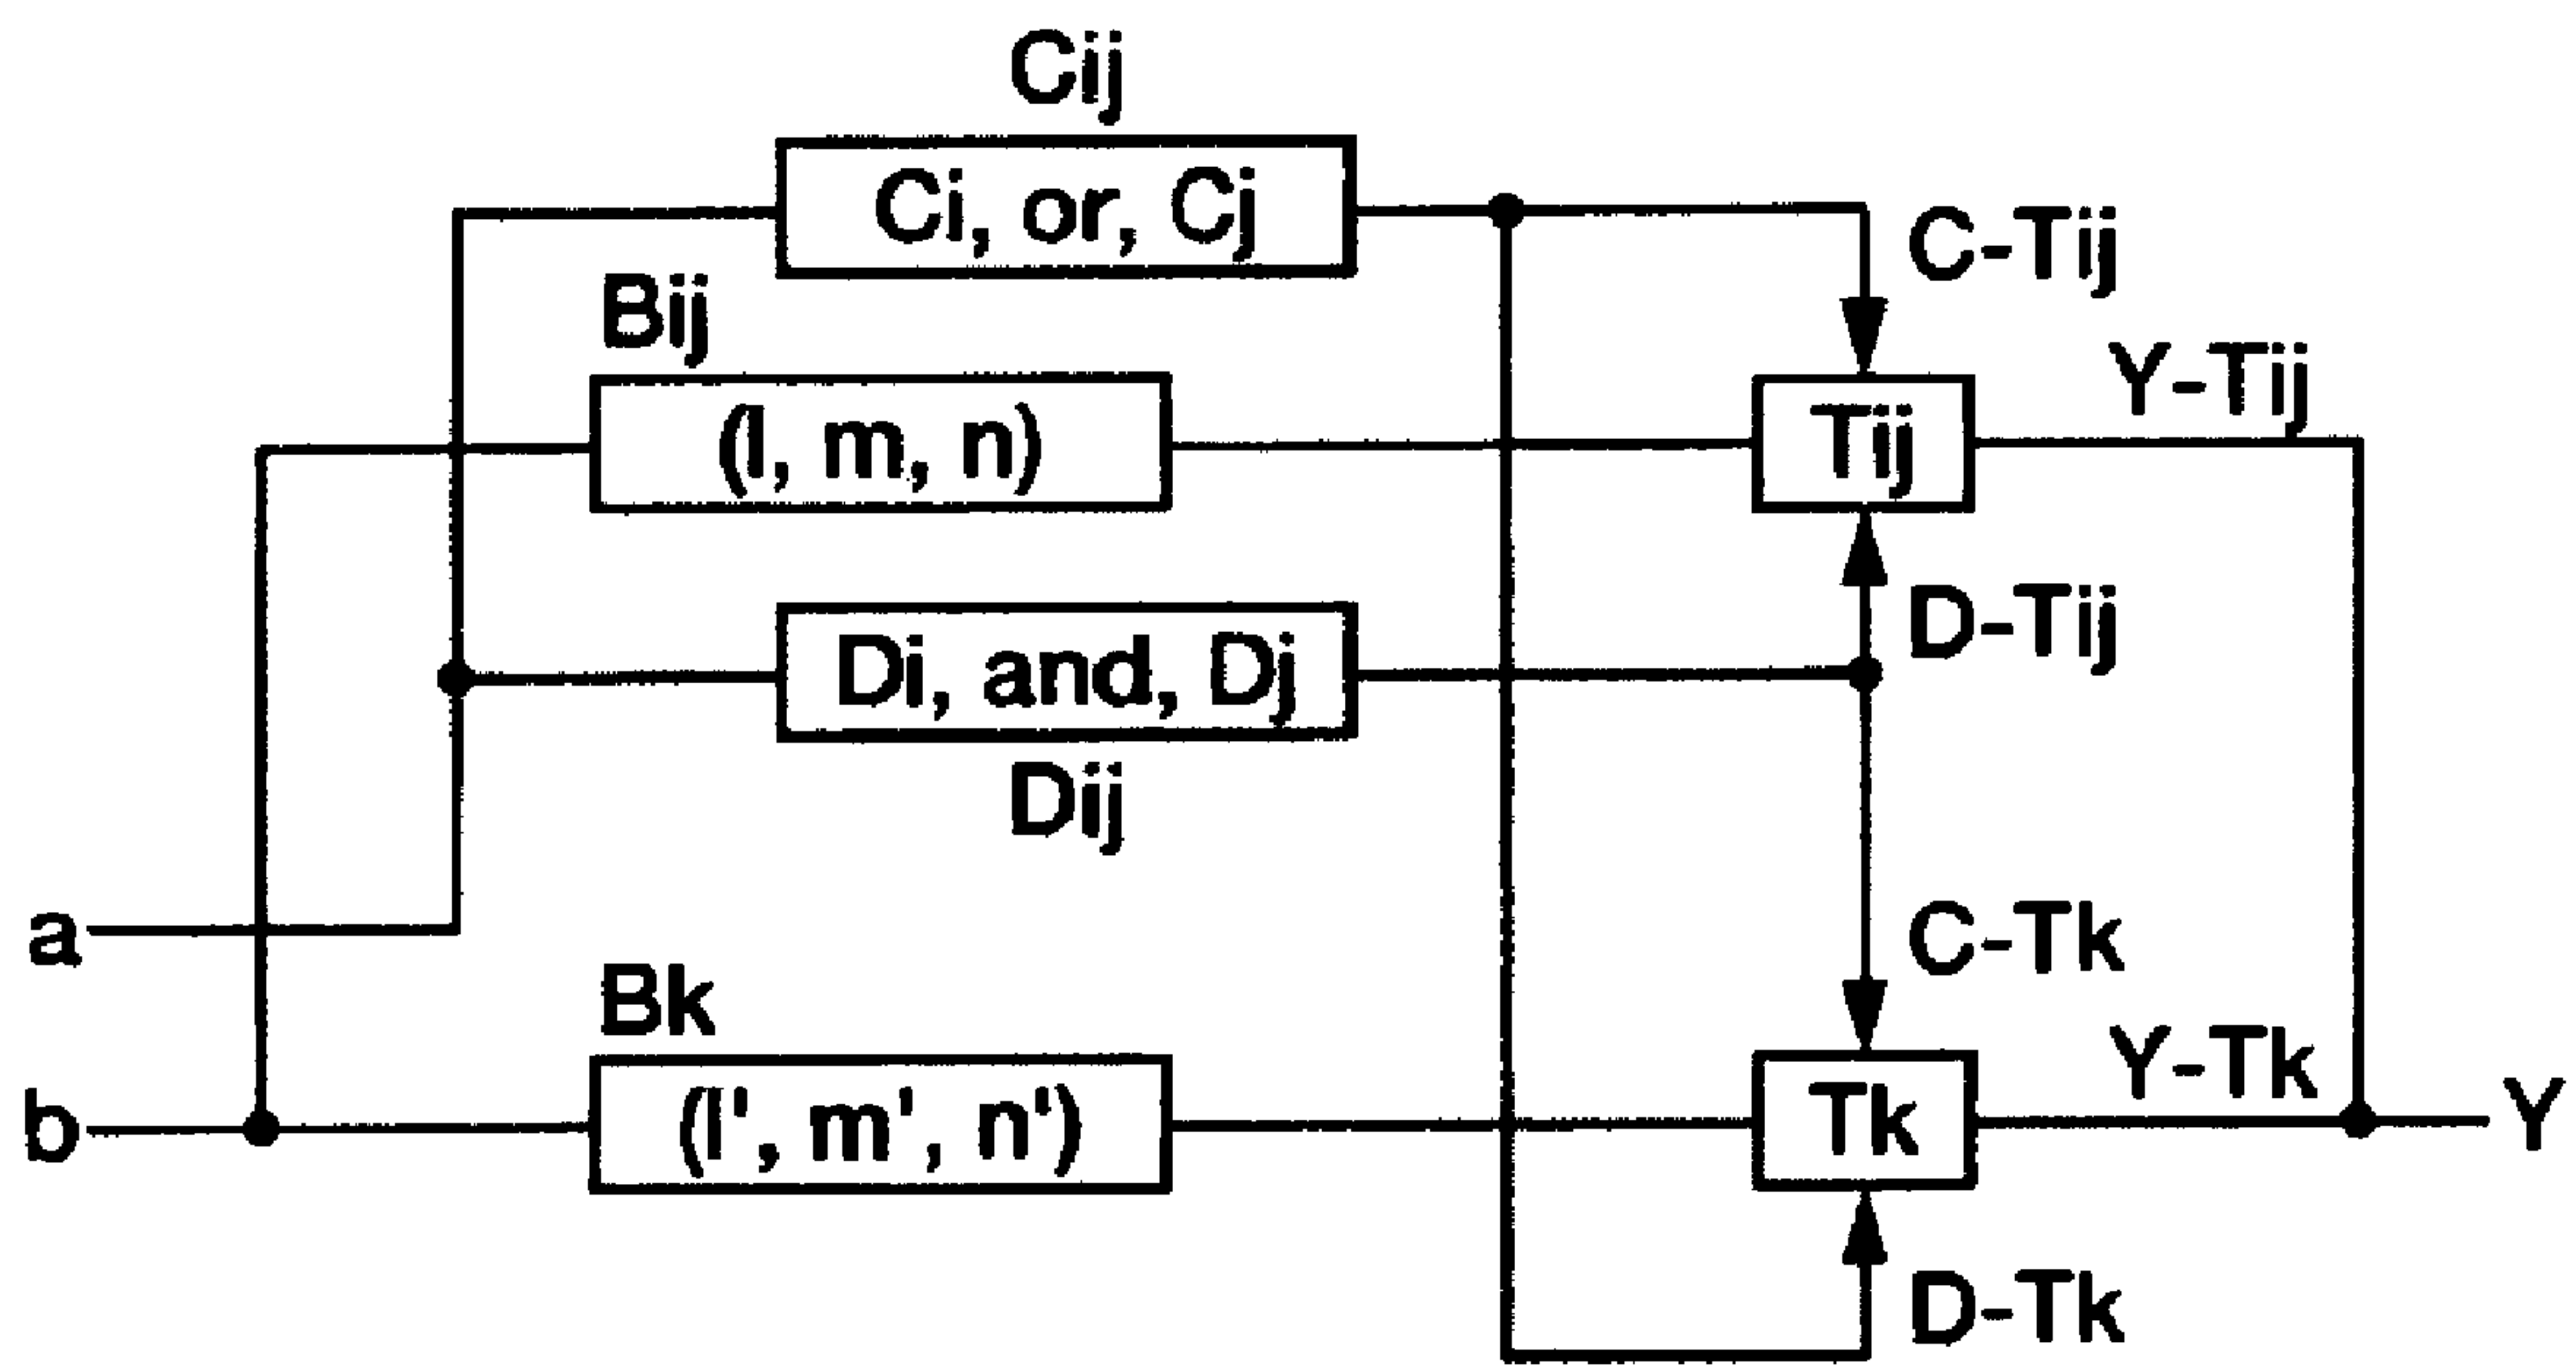 Cij
Ci, or, Cj
C-Tij
Bij
(l, m, n)
Tij
Y-Tij
Di, and, Dj
D-Tij
Dij
a
C-Tk
Bk
b
(l', m', n')
Tk
Y-Tk
Y
D-Tk